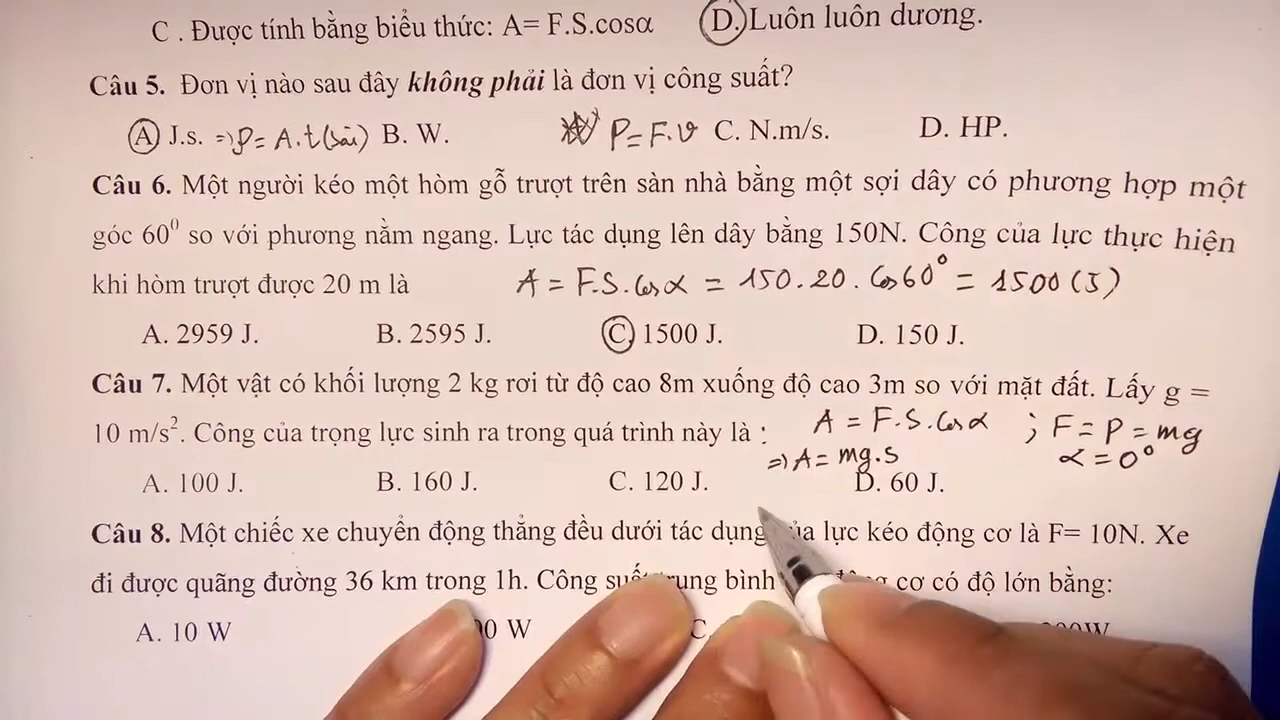 C . Được tính bằng biểu thức: A= F.S.cosα D. Luôn luôn dương.
Câu 5. Đơn vị nào sau đây không phải là đơn vị công suất?
A. J.s. ⇒ P = A.t (sai) B. W. P = F.v C. N.m/s. D. HP.
Câu 6. Một người kéo một hòm gỗ trượt trên sàn nhà bằng một sợi dây có phương hợp một
góc 60⁰ so với phương nằm ngang. Lực tác dụng lên dây bằng 150N. Công của lực thực hiện
khi hòm trượt được 20 m là A = F.S.Cosα = 150.20.Cos60° = 1500 (J)
A. 2959 J. B. 2595 J. C. 1500 J. D. 150 J.
Câu 7. Một vật có khối lượng 2 kg rơi từ độ cao 8m xuống độ cao 3m so với mặt đất. Lấy g =
10 m/s². Công của trọng lực sinh ra trong quá trình này là : A = F.S.Cosα ; F = P = mg
⇒ A = mg.S α = 0°
A. 100 J. B. 160 J. C. 120 J. D. 60 J.
Câu 8. Một chiếc xe chuyển động thẳng đều dưới tác dụng lực kéo động cơ là F= 10N. Xe
đi được quãng đường 36 km trong 1h. Công bình cơ có độ lớn bằng:
A. 10 W W C